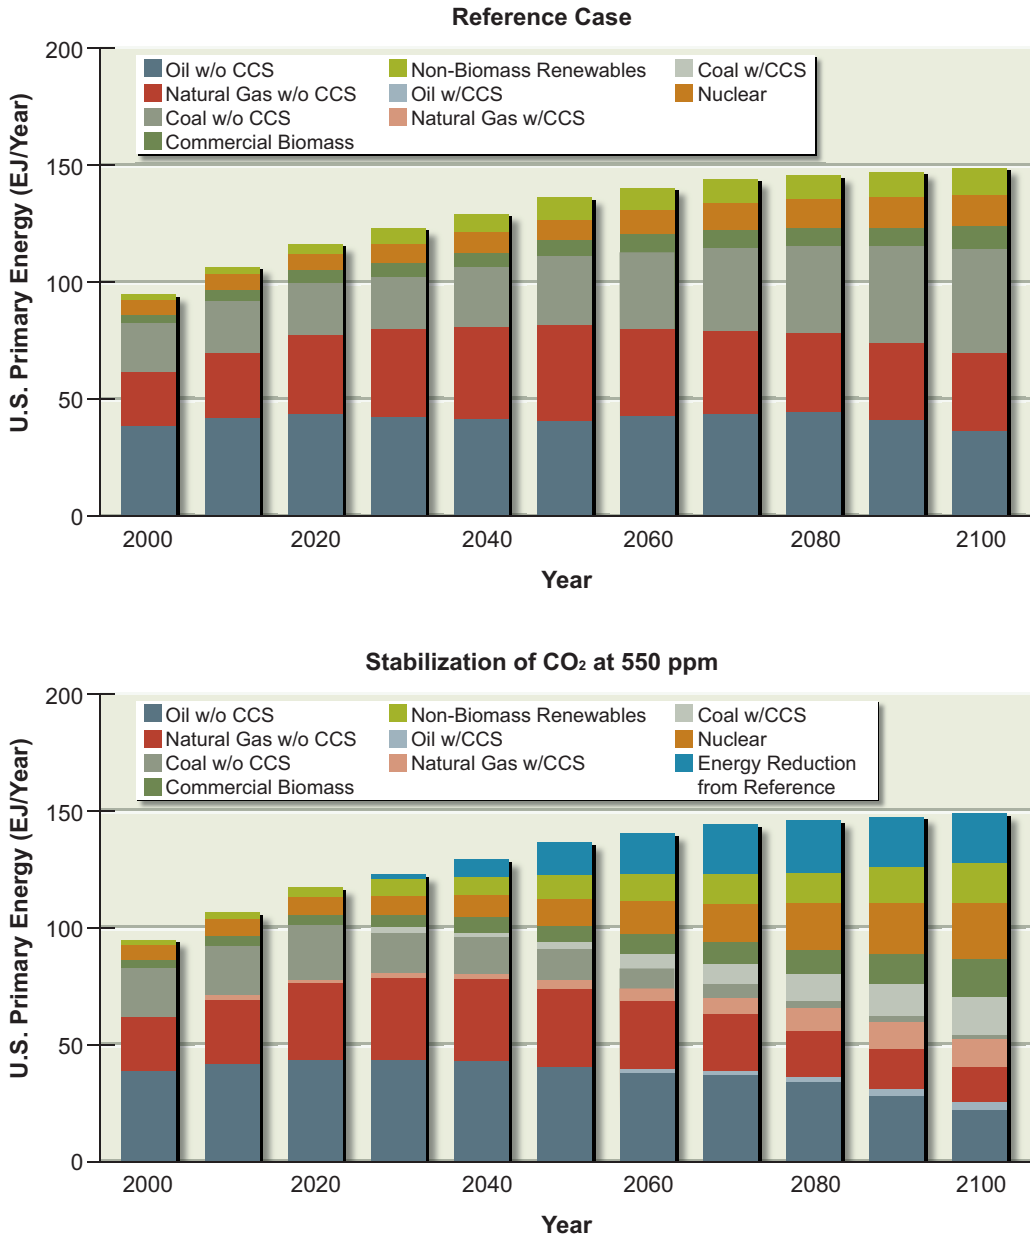 Reference Case
200
150
100
50
0
U.S. Primary Energy (EJ/Year)
Oil w/o CCS
Natural Gas w/o CCS
Coal w/o CCS
Commercial Biomass
Non-Biomass Renewables
Oil w/CCS
Natural Gas w/CCS
Coal w/CCS
Nuclear
2000 2020 2040 2060 2080 2100
Year
Stabilization of CO₂ at 550 ppm
200
150
100
50
0
U.S. Primary Energy (EJ/Year)
Oil w/o CCS
Natural Gas w/o CCS
Coal w/o CCS
Commercial Biomass
Non-Biomass Renewables
Oil w/CCS
Natural Gas w/CCS
Coal w/CCS
Nuclear
Energy Reduction
from Reference
2000 2020 2040 2060 2080 2100
Year